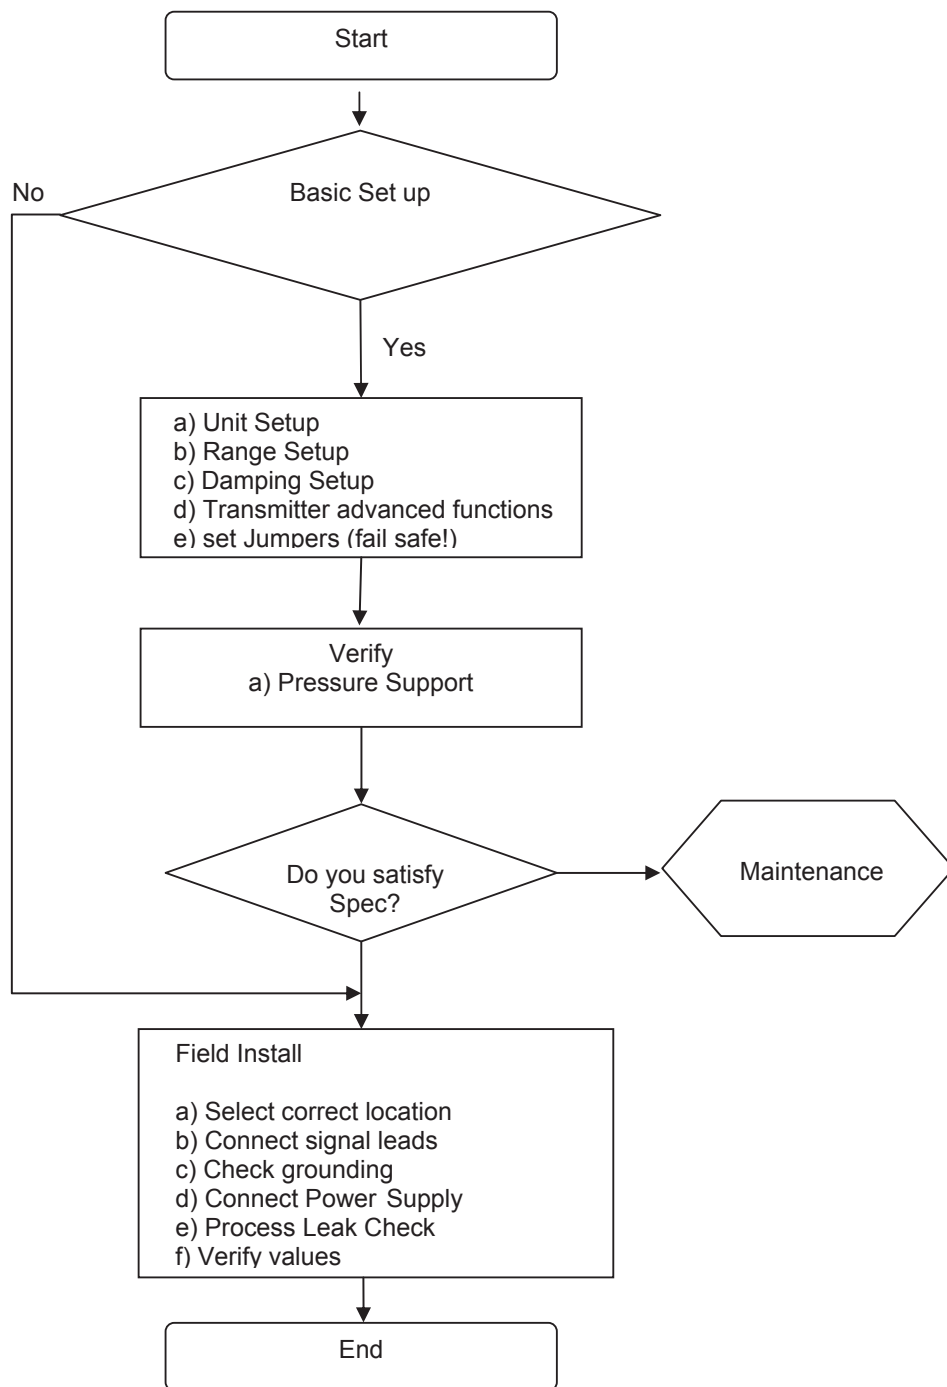 Start
Basic Set up
No
Yes
a) Unit Setup
b) Range Setup
c) Damping Setup
d) Transmitter advanced functions
e) set Jumpers (fail safe!)
Verify
a) Pressure Support
Do you satisfy
Spec?
Maintenance
Field Install
a) Select correct location
b) Connect signal leads
c) Check grounding
d) Connect Power Supply
e) Process Leak Check
f) Verify values
End